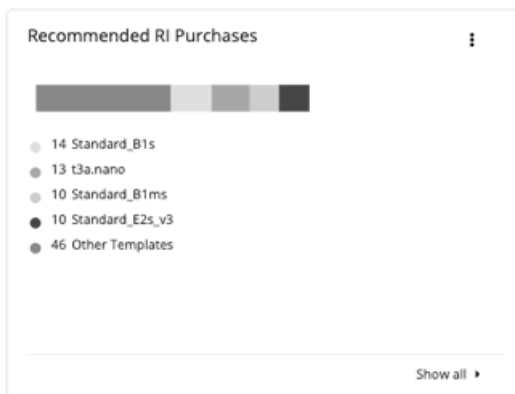 Recommended RI Purchases
14 Standard_B1s
13 t3a.nano
10 Standard_B1ms
10 Standard_E2s_v3
46 Other Templates
Show all